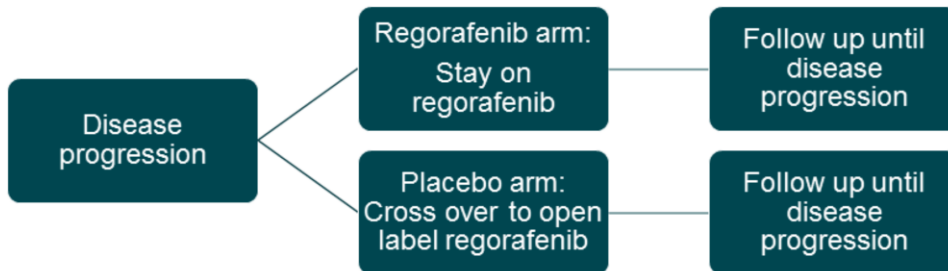 Disease
progression
Regorafenib arm:
Stay on
regorafenib
Follow up until
disease
progression
Placebo arm:
Cross over to open
label regorafenib
Follow up until
disease
progression